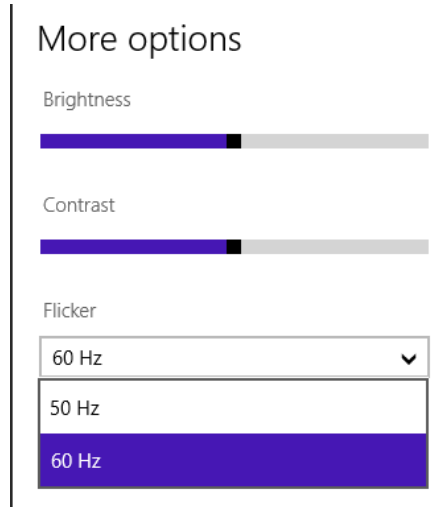 More options
Brightness
Contrast
Flicker
60 Hz
50 Hz
60 Hz